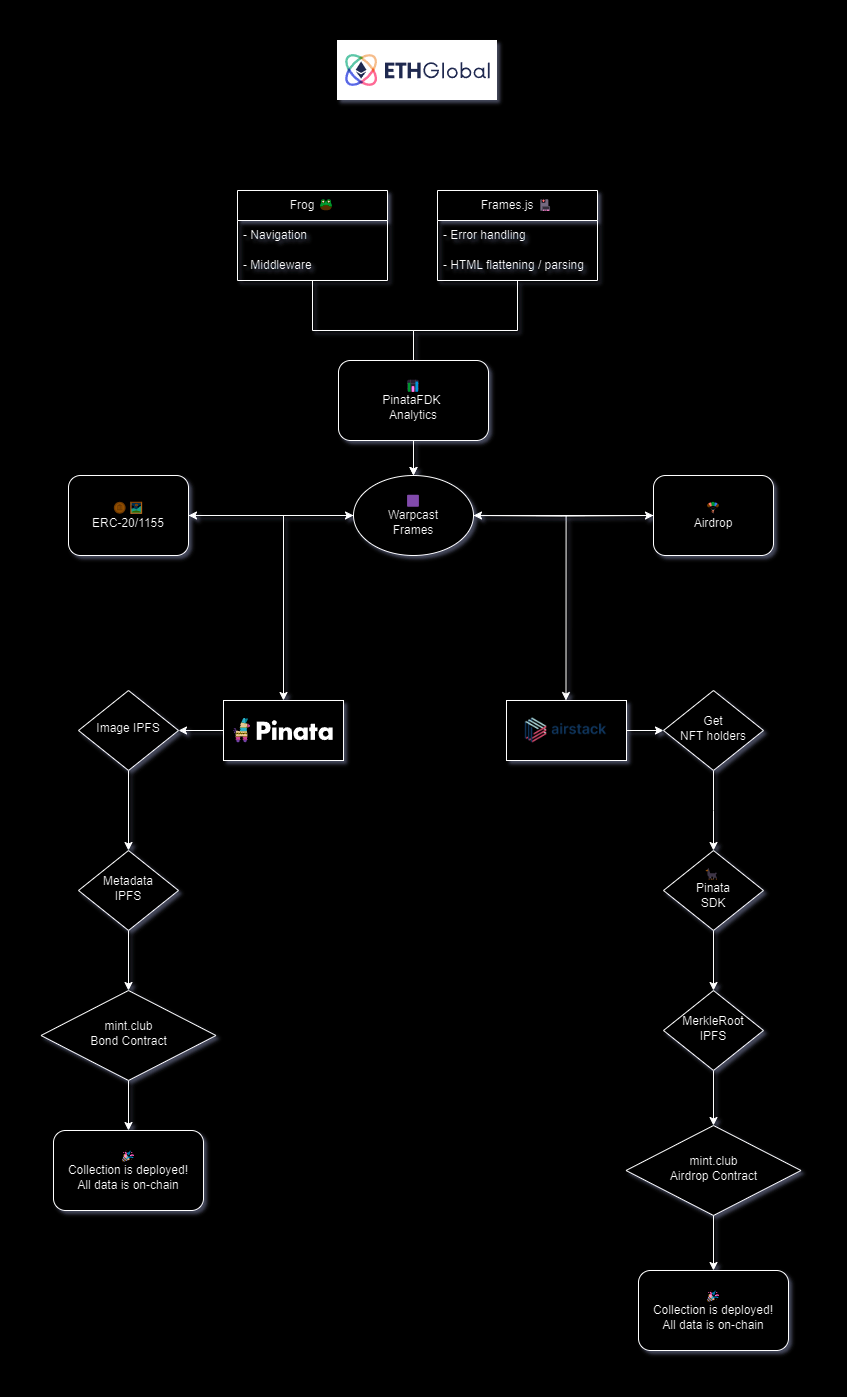 ETHGlobal
Frog 🐸
- Navigation
- Middleware
Frames.js
- Error handling
- HTML flattening / parsing
PinataFDK
Analytics
ERC-20/1155
Warpcast
Frames
Airdrop
Image IPFS
Pinata
airstack
Get
NFT holders
Metadata
IPFS
Pinata
SDK
mint.club
Bond Contract
MerkleRoot
IPFS
Collection is deployed!
All data is on-chain
mint.club
Airdrop Contract
Collection is deployed!
All data is on-chain